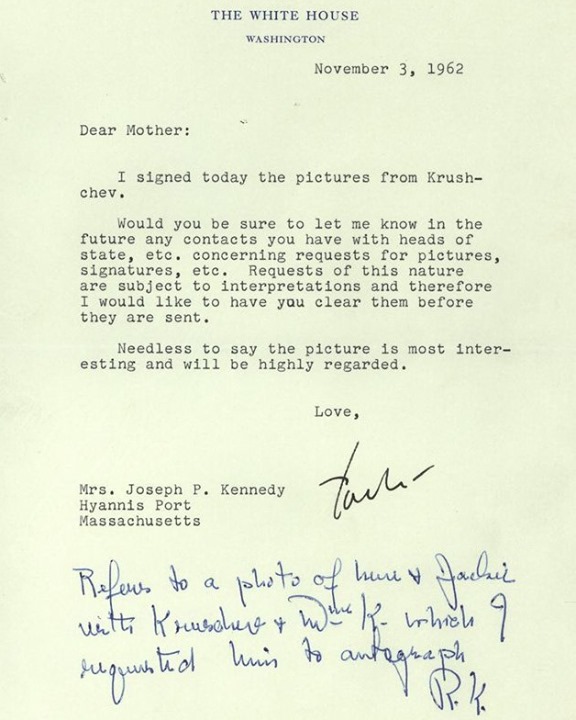 THE WHITE HOUSE
WASHINGTON
November 3, 1962
Dear Mother:
I signed today the pictures from Krush-
chev.
Would you be sure to let me know in the
future any contacts you have with heads of
state, etc. concerning requests for pictures,
signatures, etc.  Requests of this nature
are subject to interpretations and therefore
I would like to have you clear them before
they are sent.
Needless to say the picture is most inter-
esting and will be highly regarded.
Love,
Mrs. Joseph P. Kennedy
Hyannis Port
Massachusetts
Refers to a photo of him & Jackie
with Kruschev & Mme K- which I
requested him to autograph
R.K.